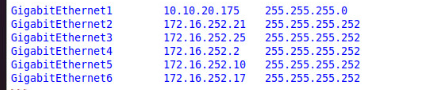 GigabitEthernet1 10.10.20.175 255.255.255.0
GigabitEthernet2 172.16.252.21 255.255.255.252
GigabitEthernet3 172.16.252.25 255.255.255.252
GigabitEthernet4 172.16.252.2 255.255.255.252
GigabitEthernet5 172.16.252.10 255.255.255.252
GigabitEthernet6 172.16.252.17 255.255.255.252